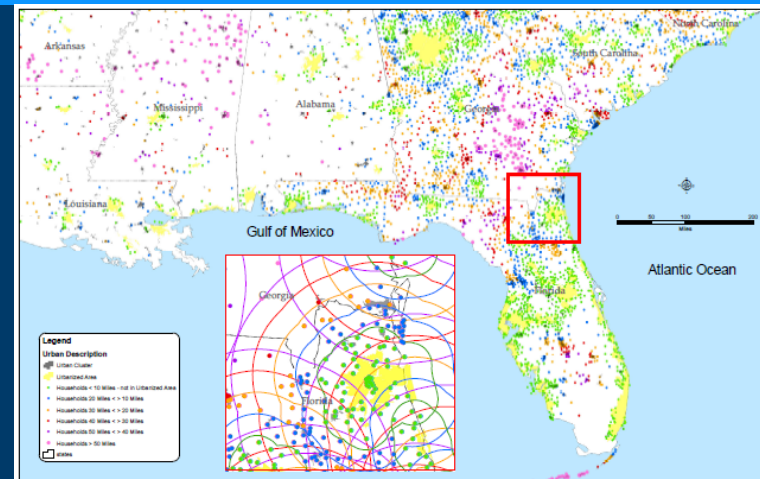 North Carolina
Arkansas
South Carolina
Mississippi
Alabama
Georgia
Louisiana
Gulf of Mexico
0 50 100 200
Miles
Atlantic Ocean
Florida
Georgia
Florida
Legend
Urban Description
Urban Cluster
Urbanized Area
Households < 10 Miles - not in Urbanized Area
Households 20 Miles < > 10 Miles
Households 30 Miles < > 20 Miles
Households 40 Miles < > 30 Miles
Households 50 Miles < > 40 Miles
Households > 50 Miles
states